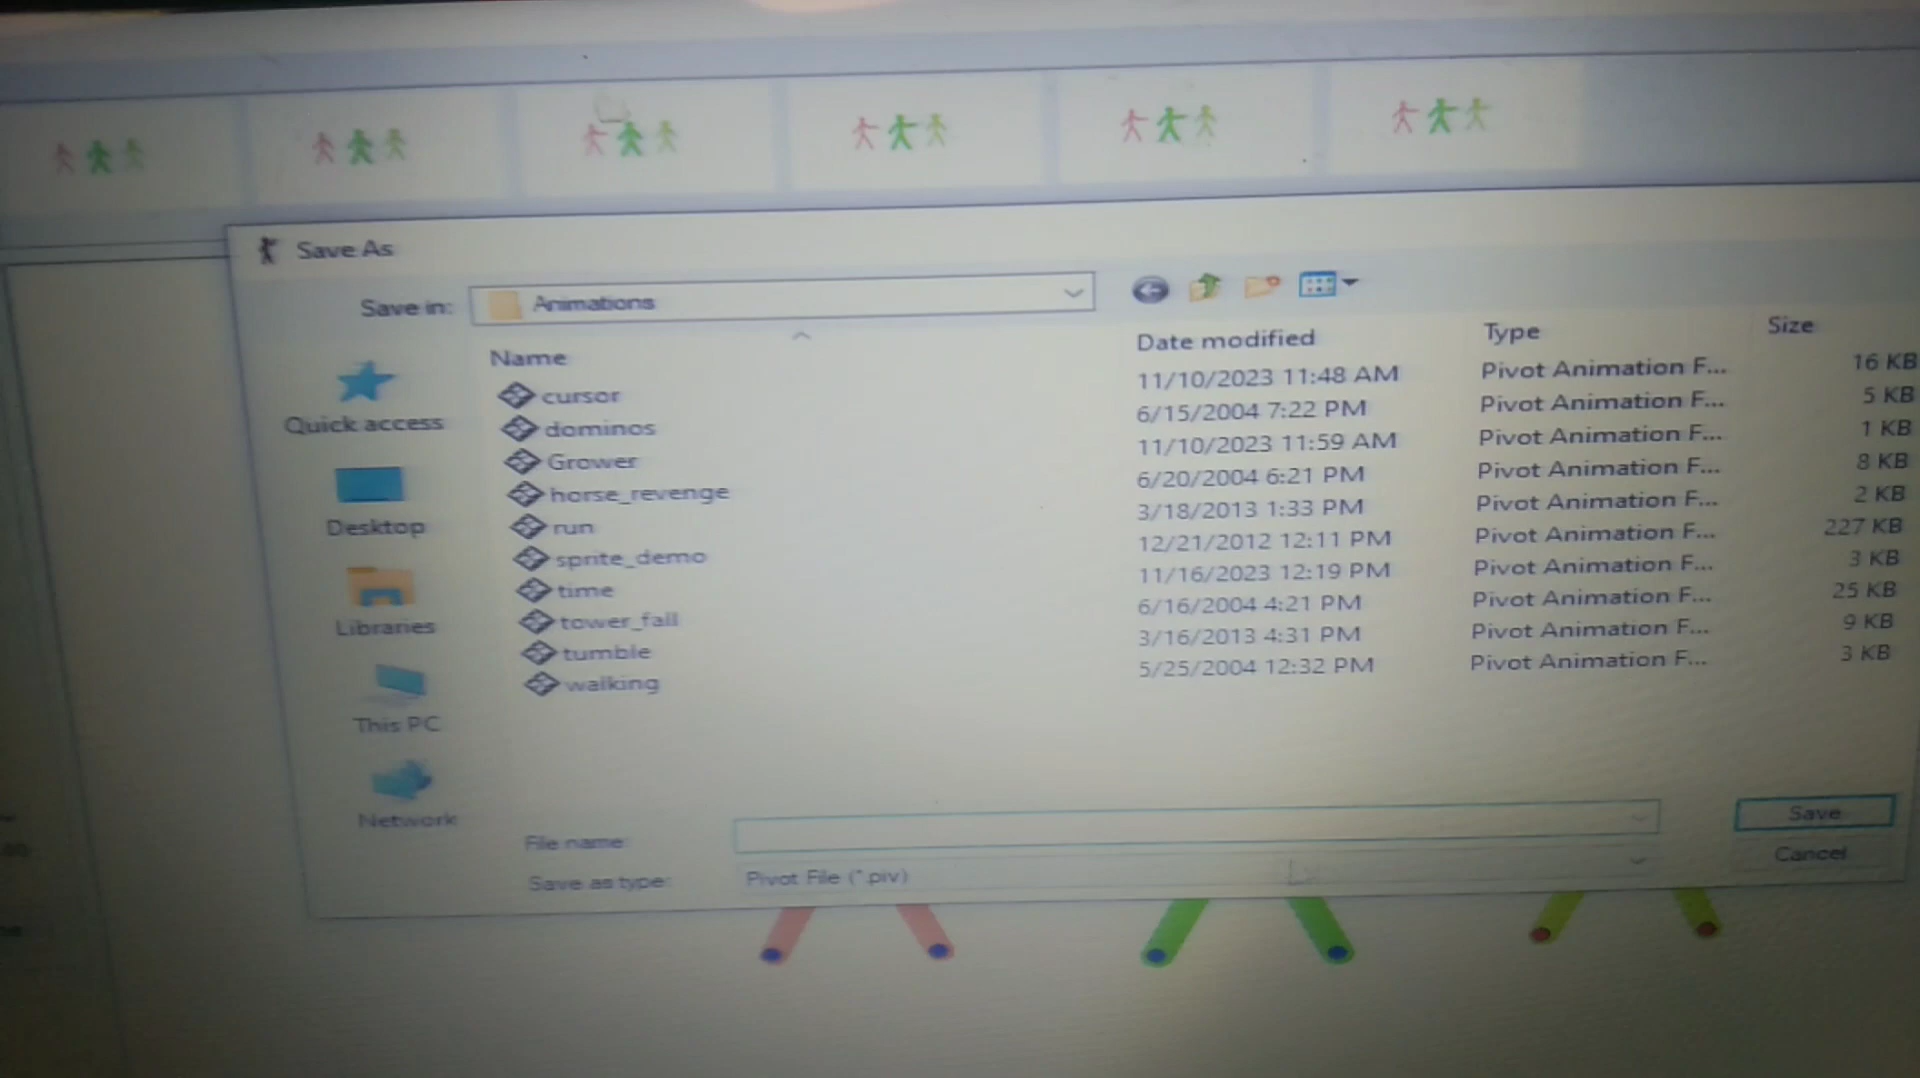 Save As
Save in: Animations
Name Date modified Type Size
cursor 11/10/2023 11:48 AM Pivot Animation F... 16 KB
dominos 6/15/2004 7:22 PM Pivot Animation F... 5 KB
Grower 11/10/2023 11:59 AM Pivot Animation F... 1 KB
horse_revenge 6/20/2004 6:21 PM Pivot Animation F... 8 KB
run 3/18/2013 1:33 PM Pivot Animation F... 2 KB
sprite_demo 12/21/2012 12:11 PM Pivot Animation F... 227 KB
time 11/16/2023 12:19 PM Pivot Animation F... 3 KB
tower_fall 6/16/2004 4:21 PM Pivot Animation F... 25 KB
tumble 3/16/2013 4:31 PM Pivot Animation F... 9 KB
walking 5/25/2004 12:32 PM Pivot Animation F... 3 KB
Quick access
Desktop
Libraries
This PC
Network
File name: Save
Save as type: Pivot File (*.piv) Cancel